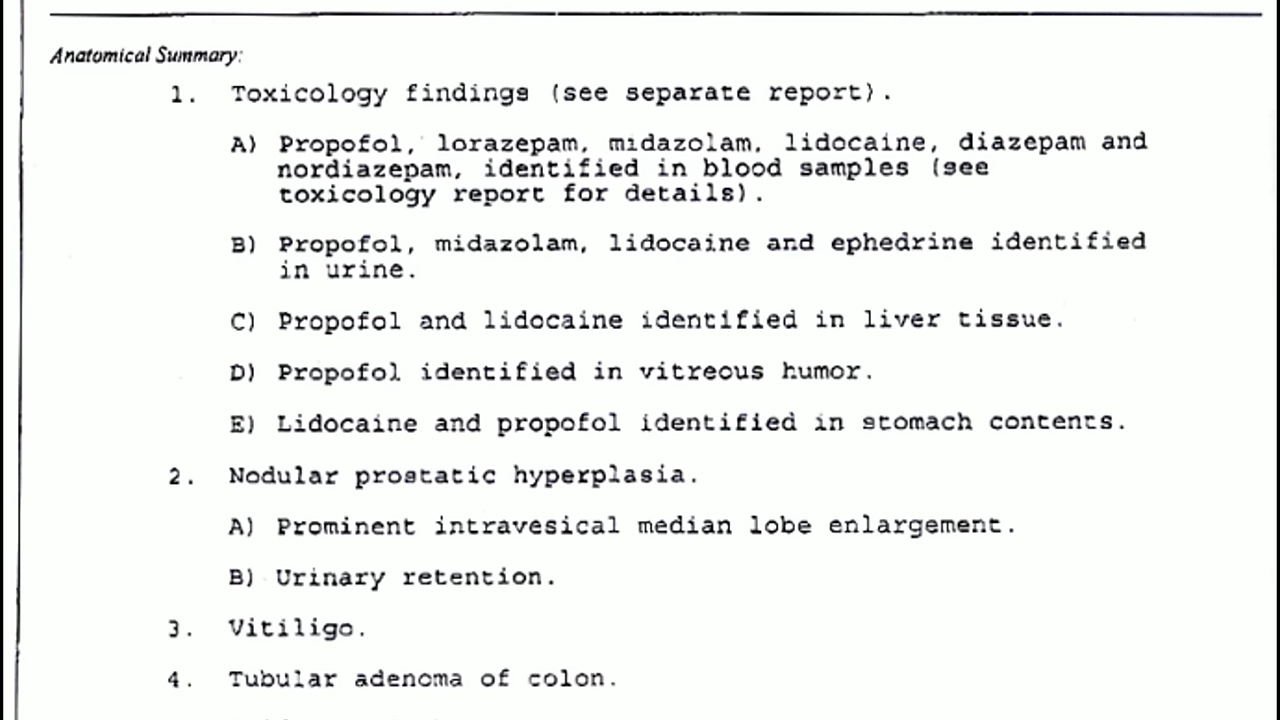 Anatomical Summary:
1. Toxicology findings (see separate report).
A) Propofol, lorazepam, midazolam, lidocaine, diazepam and
nordiazepam, identified in blood samples (see
toxicology report for details).
B) Propofol, midazolam, lidocaine and ephedrine identified
in urine.
C) Propofol and lidocaine identified in liver tissue.
D) Propofol identified in vitreous humor.
E) Lidocaine and propofol identified in stomach contents.
2. Nodular prostatic hyperplasia.
A) Prominent intravesical median lobe enlargement.
B) Urinary retention.
3. Vitiligo.
4. Tubular adenoma of colon.